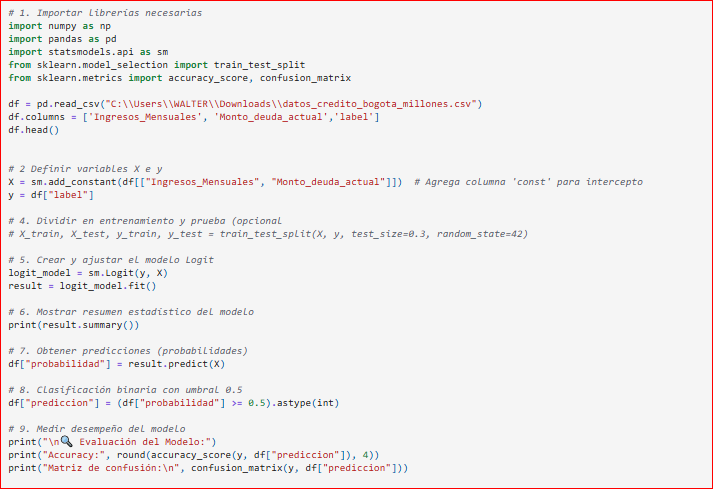 # 1. Importar librerías necesarias
import numpy as np
import pandas as pd
import statsmodels.api as sm
from sklearn.model_selection import train_test_split
from sklearn.metrics import accuracy_score, confusion_matrix
df = pd.read_csv("C:\\Users\\WALTER\\Downloads\\datos_credito_bogota_millones.csv")
df.columns = ['Ingresos_Mensuales', 'Monto_deuda_actual','label']
df.head()
# 2 Definir variables X e y
X = sm.add_constant(df[["Ingresos_Mensuales", "Monto_deuda_actual"]])  # Agrega columna 'const' para intercepto
y = df["label"]
# 4. Dividir en entrenamiento y prueba (opcional
# X_train, X_test, y_train, y_test = train_test_split(X, y, test_size=0.3, random_state=42)
# 5. Crear y ajustar el modelo Logit
logit_model = sm.Logit(y, X)
result = logit_model.fit()
# 6. Mostrar resumen estadístico del modelo
print(result.summary())
# 7. Obtener predicciones (probabilidades)
df["probabilidad"] = result.predict(X)
# 8. Clasificación binaria con umbral 0.5
df["prediccion"] = (df["probabilidad"] >= 0.5).astype(int)
# 9. Medir desempeño del modelo
print("\n🔍 Evaluación del Modelo:")
print("Accuracy:", round(accuracy_score(y, df["prediccion"]), 4))
print("Matriz de confusión:\n", confusion_matrix(y, df["prediccion"]))